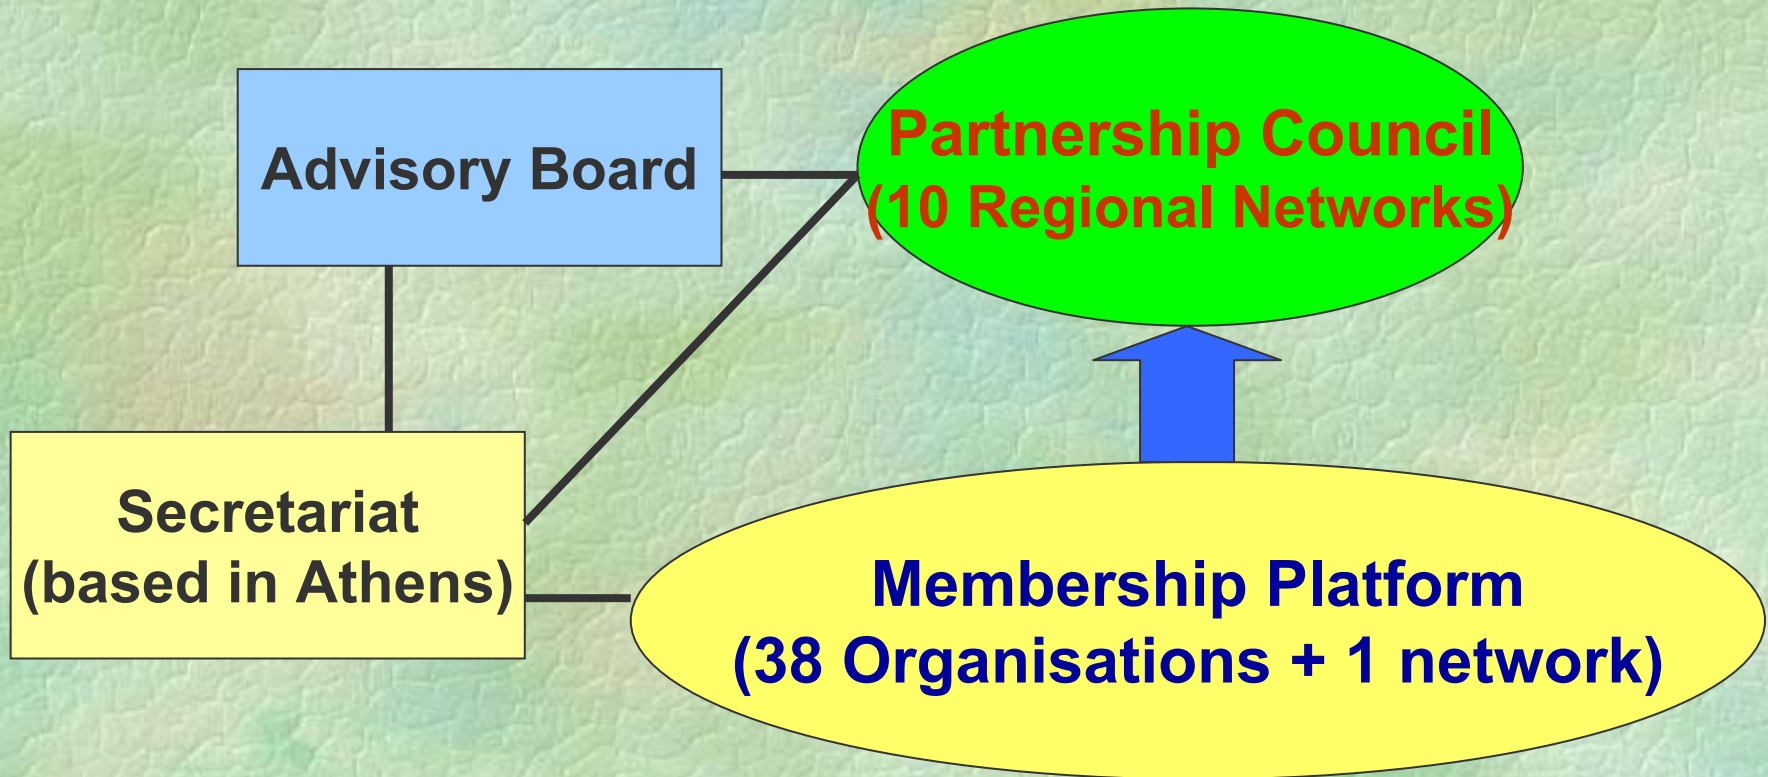 Advisory Board
Partnership Council
(10 Regional Networks)
Secretariat
(based in Athens)
Membership Platform
(38 Organisations + 1 network)